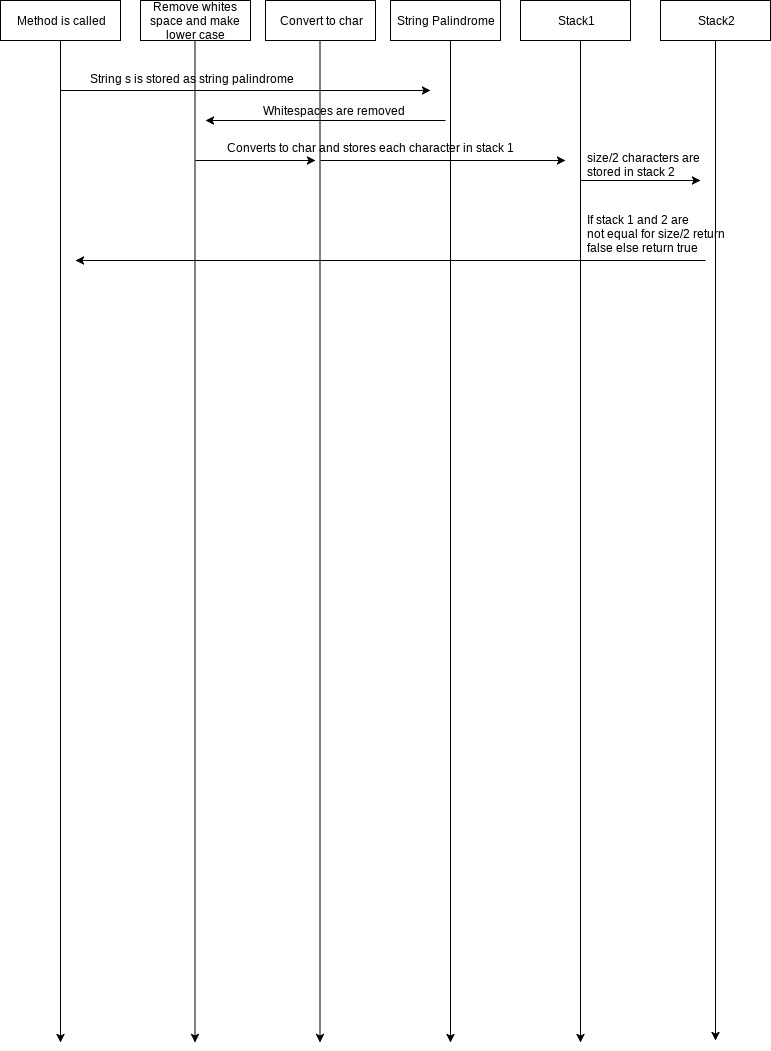 Method is called
Remove whites
space and make
lower case
Convert to char
String Palindrome
Stack1
Stack2
String s is stored as string palindrome
Whitespaces are removed
Converts to char and stores each character in stack 1
size/2 characters are
stored in stack 2
If stack 1 and 2 are
not equal for size/2 return
false else return true